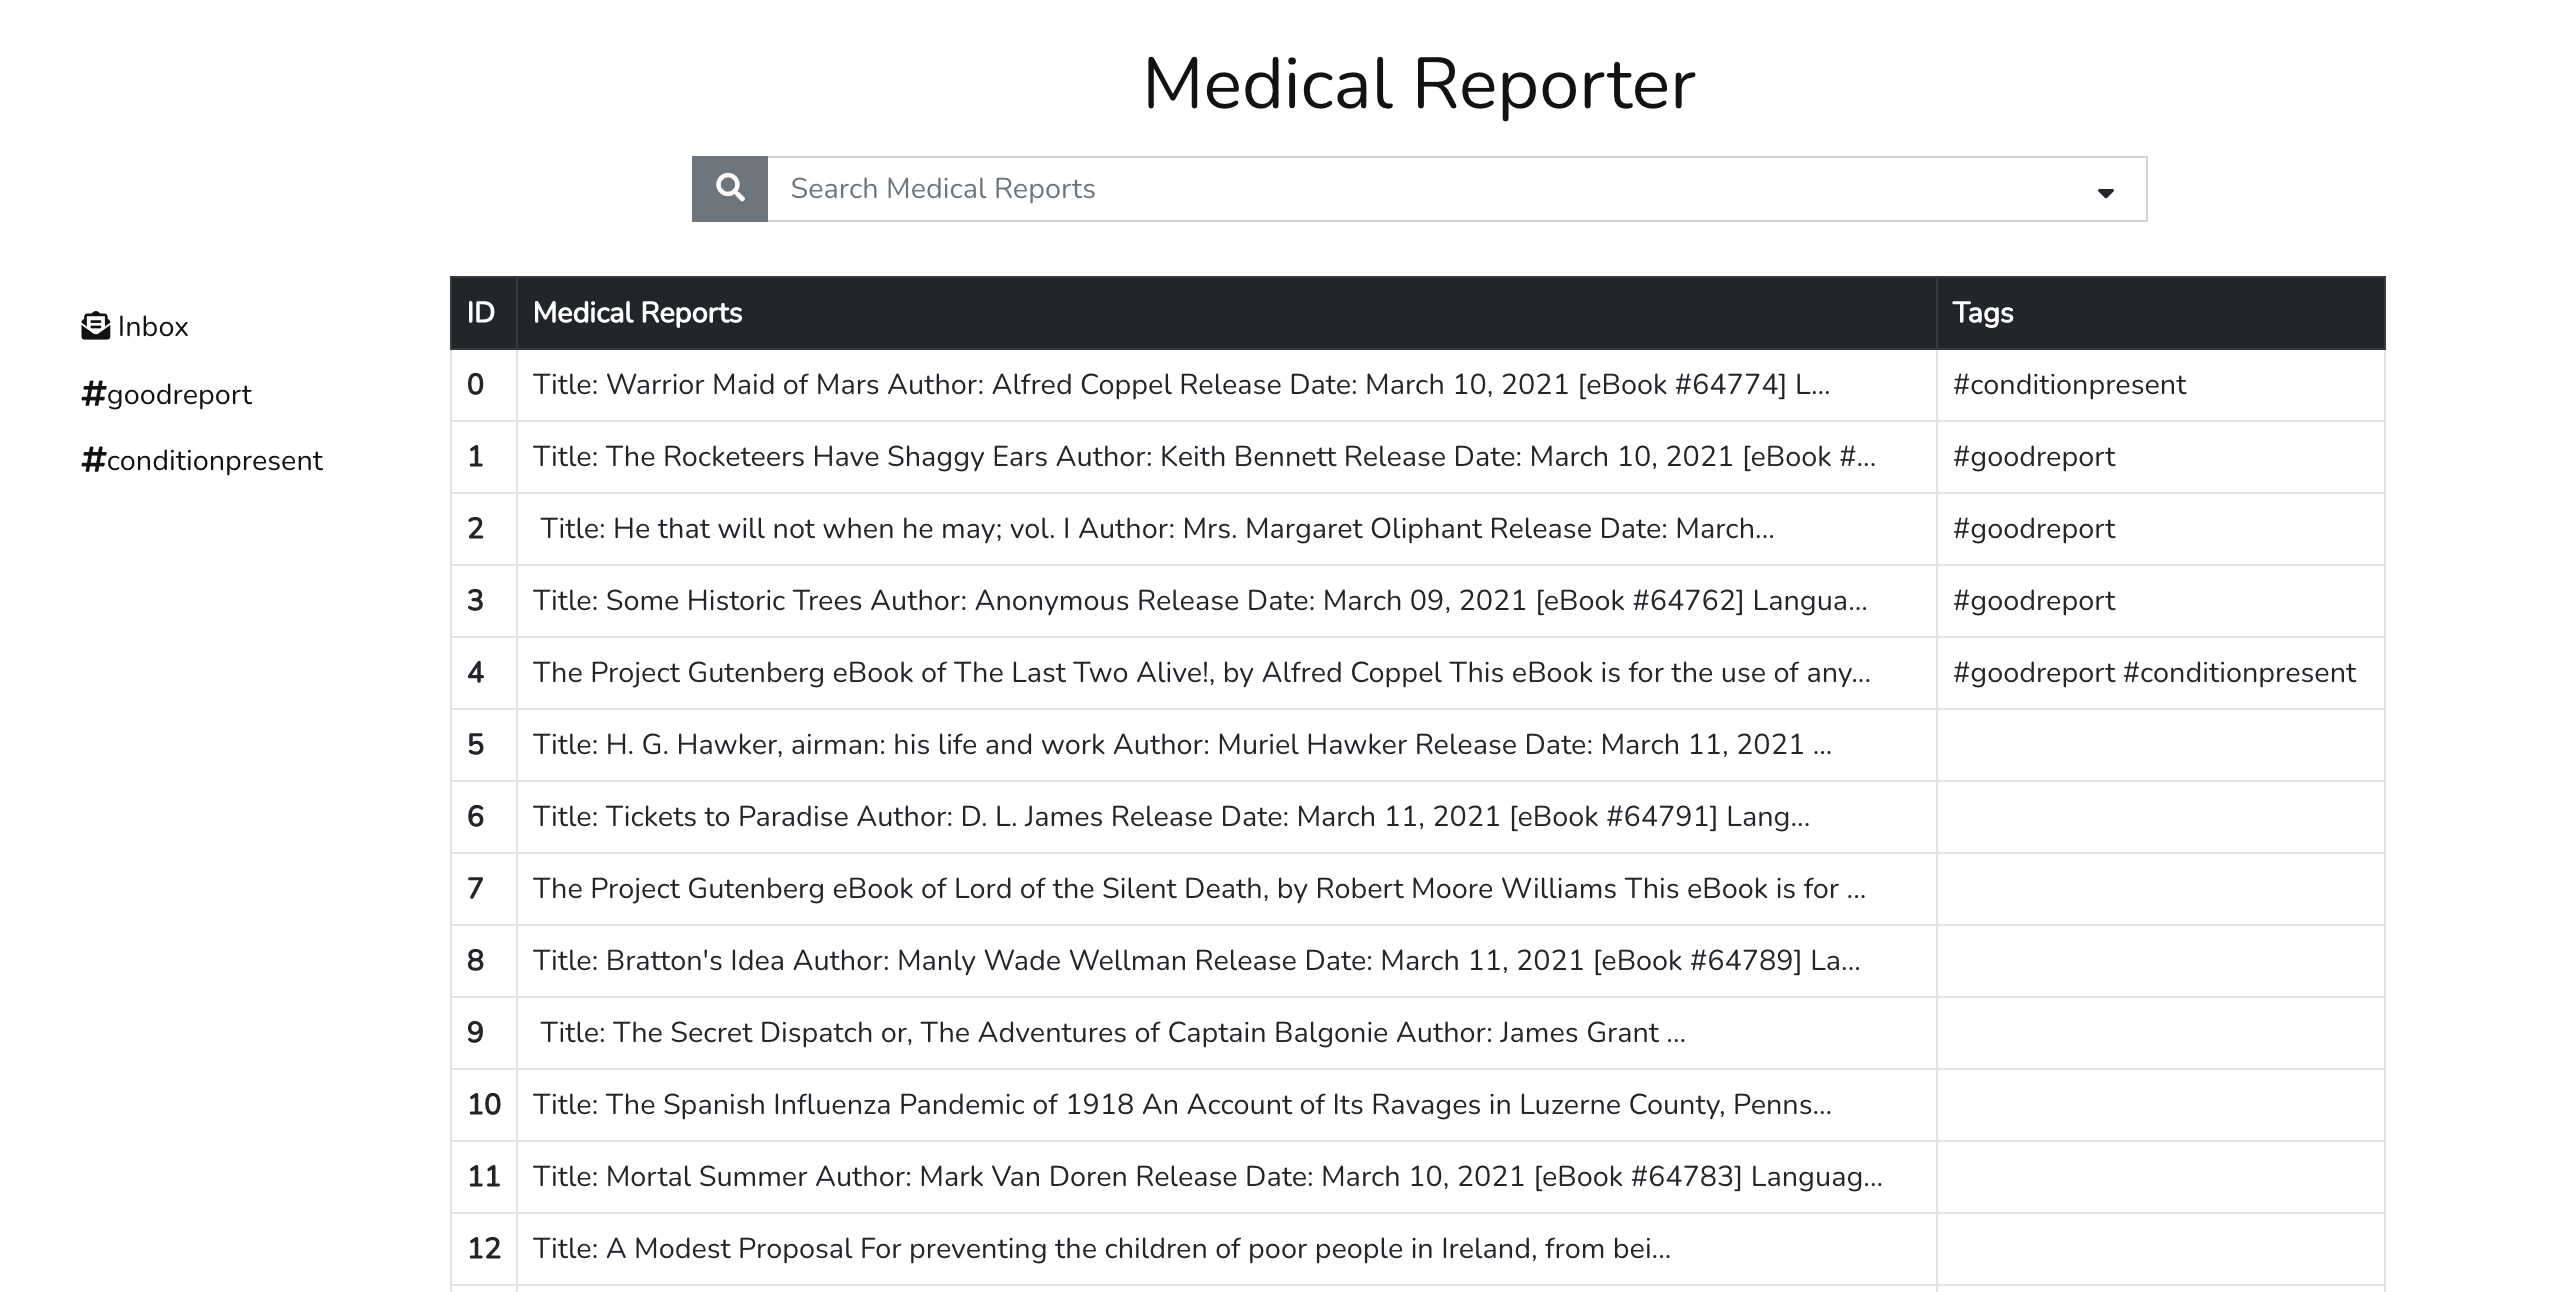 Medical Reporter
Search Medical Reports
Inbox
#goodreport
#conditionpresent
ID Medical Reports Tags
0 Title: Warrior Maid of Mars Author: Alfred Coppel Release Date: March 10, 2021 [eBook #64774] L... #conditionpresent
1 Title: The Rocketeers Have Shaggy Ears Author: Keith Bennett Release Date: March 10, 2021 [eBook #... #goodreport
2 Title: He that will not when he may; vol. I Author: Mrs. Margaret Oliphant Release Date: March... #goodreport
3 Title: Some Historic Trees Author: Anonymous Release Date: March 09, 2021 [eBook #64762] Langua... #goodreport
4 The Project Gutenberg eBook of The Last Two Alive!, by Alfred Coppel This eBook is for the use of any... #goodreport #conditionpresent
5 Title: H. G. Hawker, airman: his life and work Author: Muriel Hawker Release Date: March 11, 2021 ...
6 Title: Tickets to Paradise Author: D. L. James Release Date: March 11, 2021 [eBook #64791] Lang...
7 The Project Gutenberg eBook of Lord of the Silent Death, by Robert Moore Williams This eBook is for ...
8 Title: Bratton's Idea Author: Manly Wade Wellman Release Date: March 11, 2021 [eBook #64789] La...
9 Title: The Secret Dispatch or, The Adventures of Captain Balgonie Author: James Grant ...
10 Title: The Spanish Influenza Pandemic of 1918 An Account of Its Ravages in Luzerne County, Penns...
11 Title: Mortal Summer Author: Mark Van Doren Release Date: March 10, 2021 [eBook #64783] Languag...
12 Title: A Modest Proposal For preventing the children of poor people in Ireland, from bei...